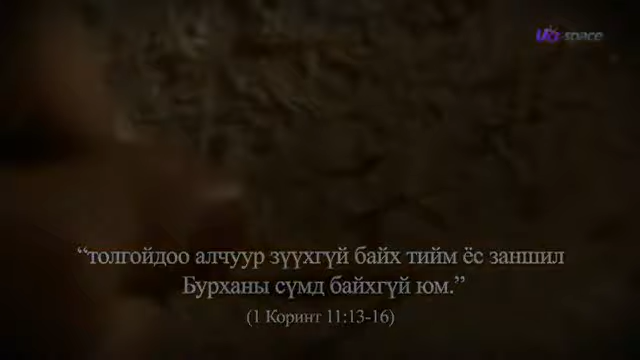 “толгойдоо алчуур зүүхгүй байх тийм ёс заншил
Бурханы сүмд байхгүй юм.”
(1 Коринт 11:13-16)